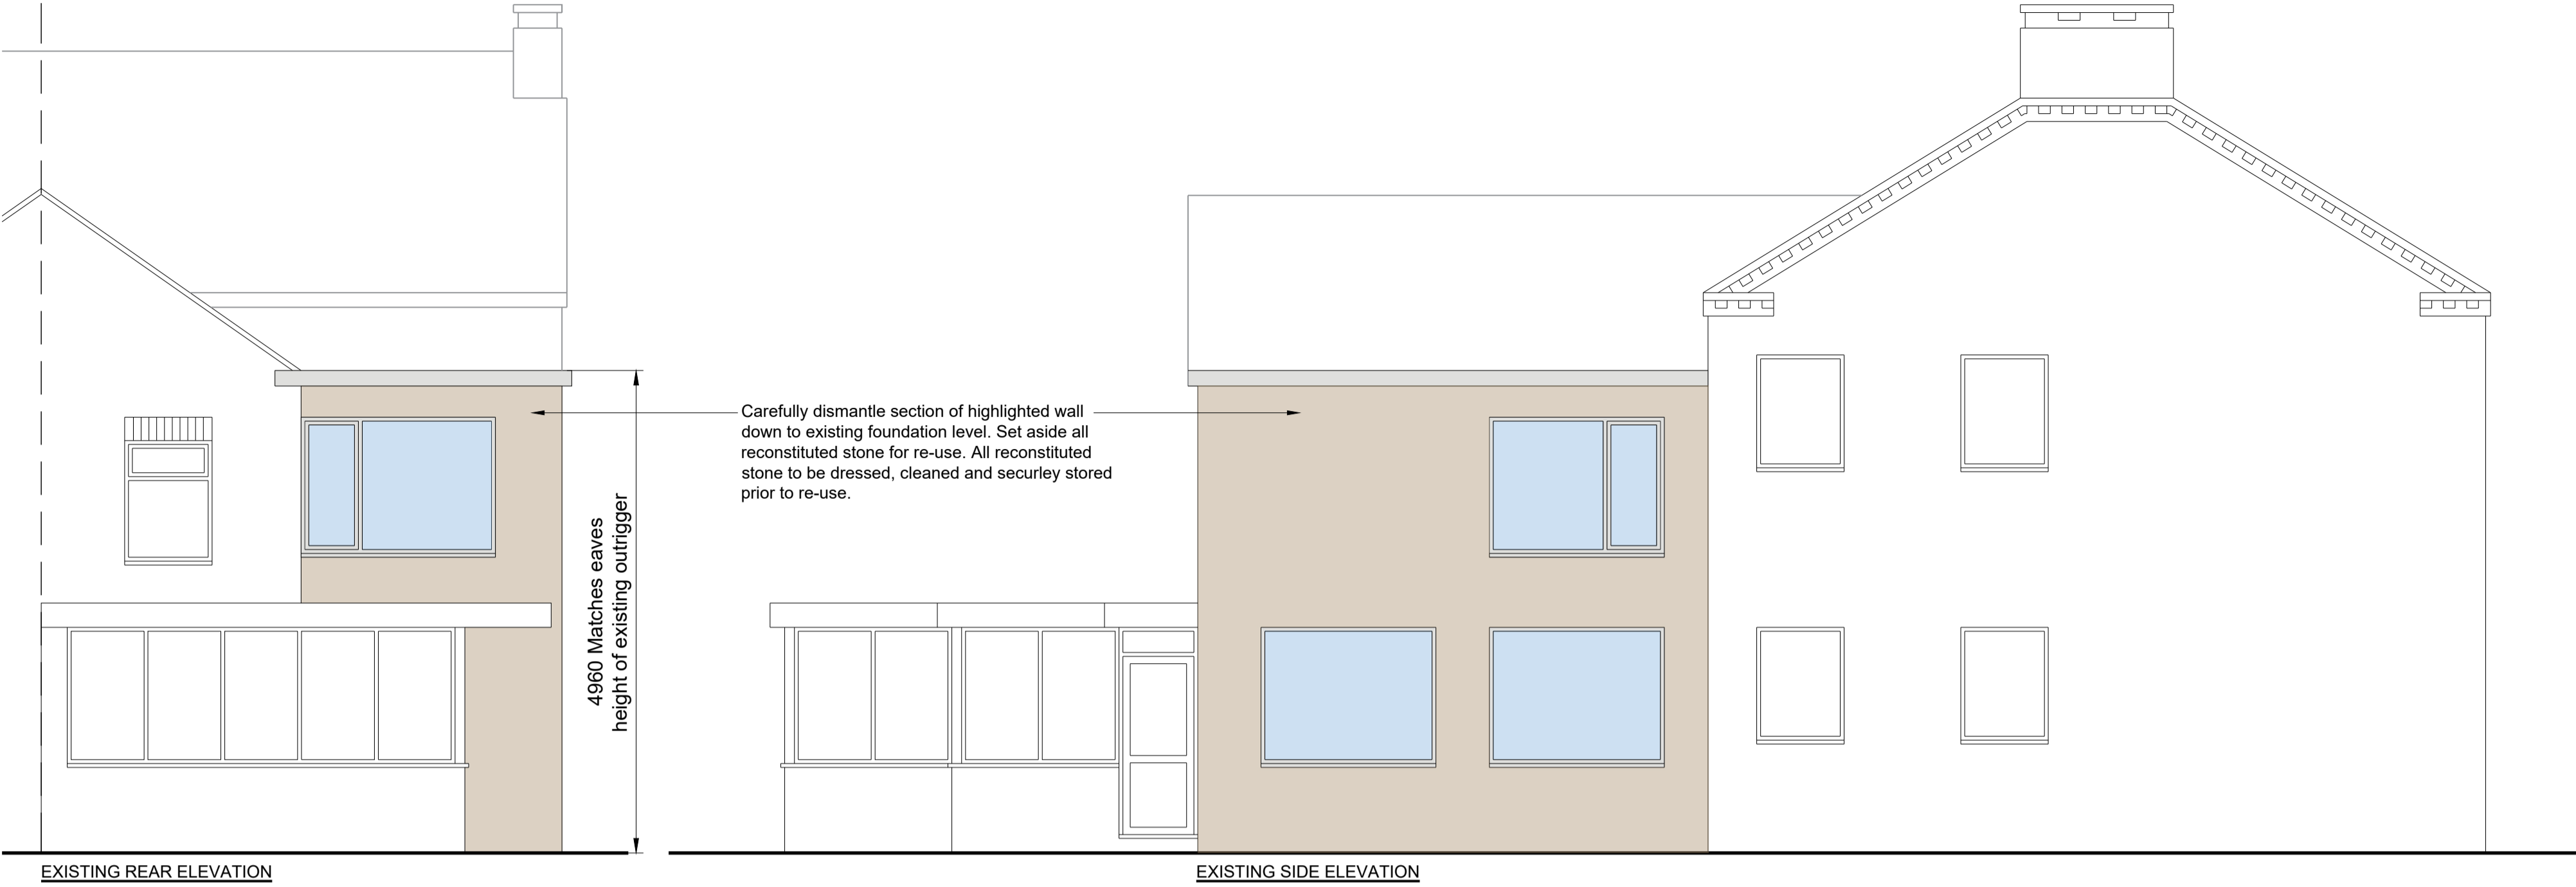 Carefully dismantle section of highlighted wall
down to existing foundation level. Set aside all
reconstituted stone for re-use. All reconstituted
stone to be dressed, cleaned and securley stored
prior to re-use.
4960 Matches eaves
height of existing outrigger
EXISTING REAR ELEVATION
EXISTING SIDE ELEVATION